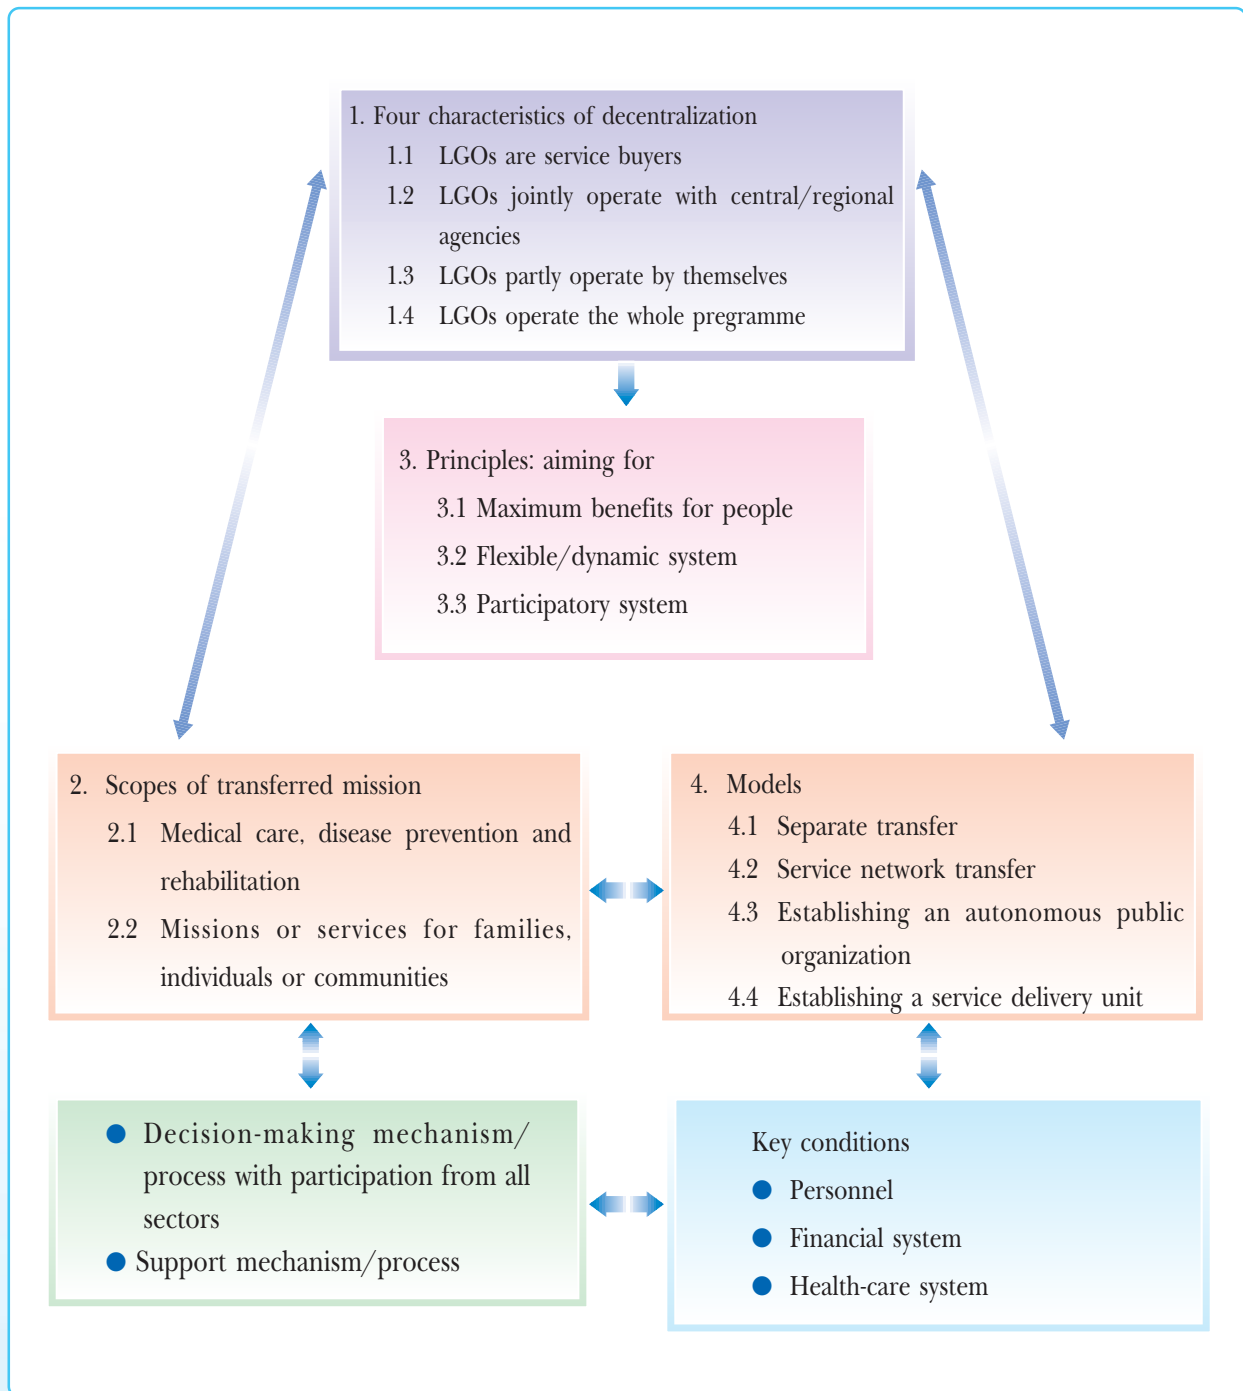 1. Four characteristics of decentralization
1.1 LGOs are service buyers
1.2 LGOs jointly operate with central/regional
agencies
1.3 LGOs partly operate by themselves
1.4 LGOs operate the whole pregramme
3. Principles: aiming for
3.1 Maximum benefits for people
3.2 Flexible/dynamic system
3.3 Participatory system
2. Scopes of transferred mission
2.1 Medical care, disease prevention and
rehabilitation
2.2 Missions or services for families,
individuals or communities
4. Models
4.1 Separate transfer
4.2 Service network transfer
4.3 Establishing an autonomous public
organization
4.4 Establishing a service delivery unit
● Decision-making mechanism/
process with participation from all
sectors
● Support mechanism/process
Key conditions
● Personnel
● Financial system
● Health-care system